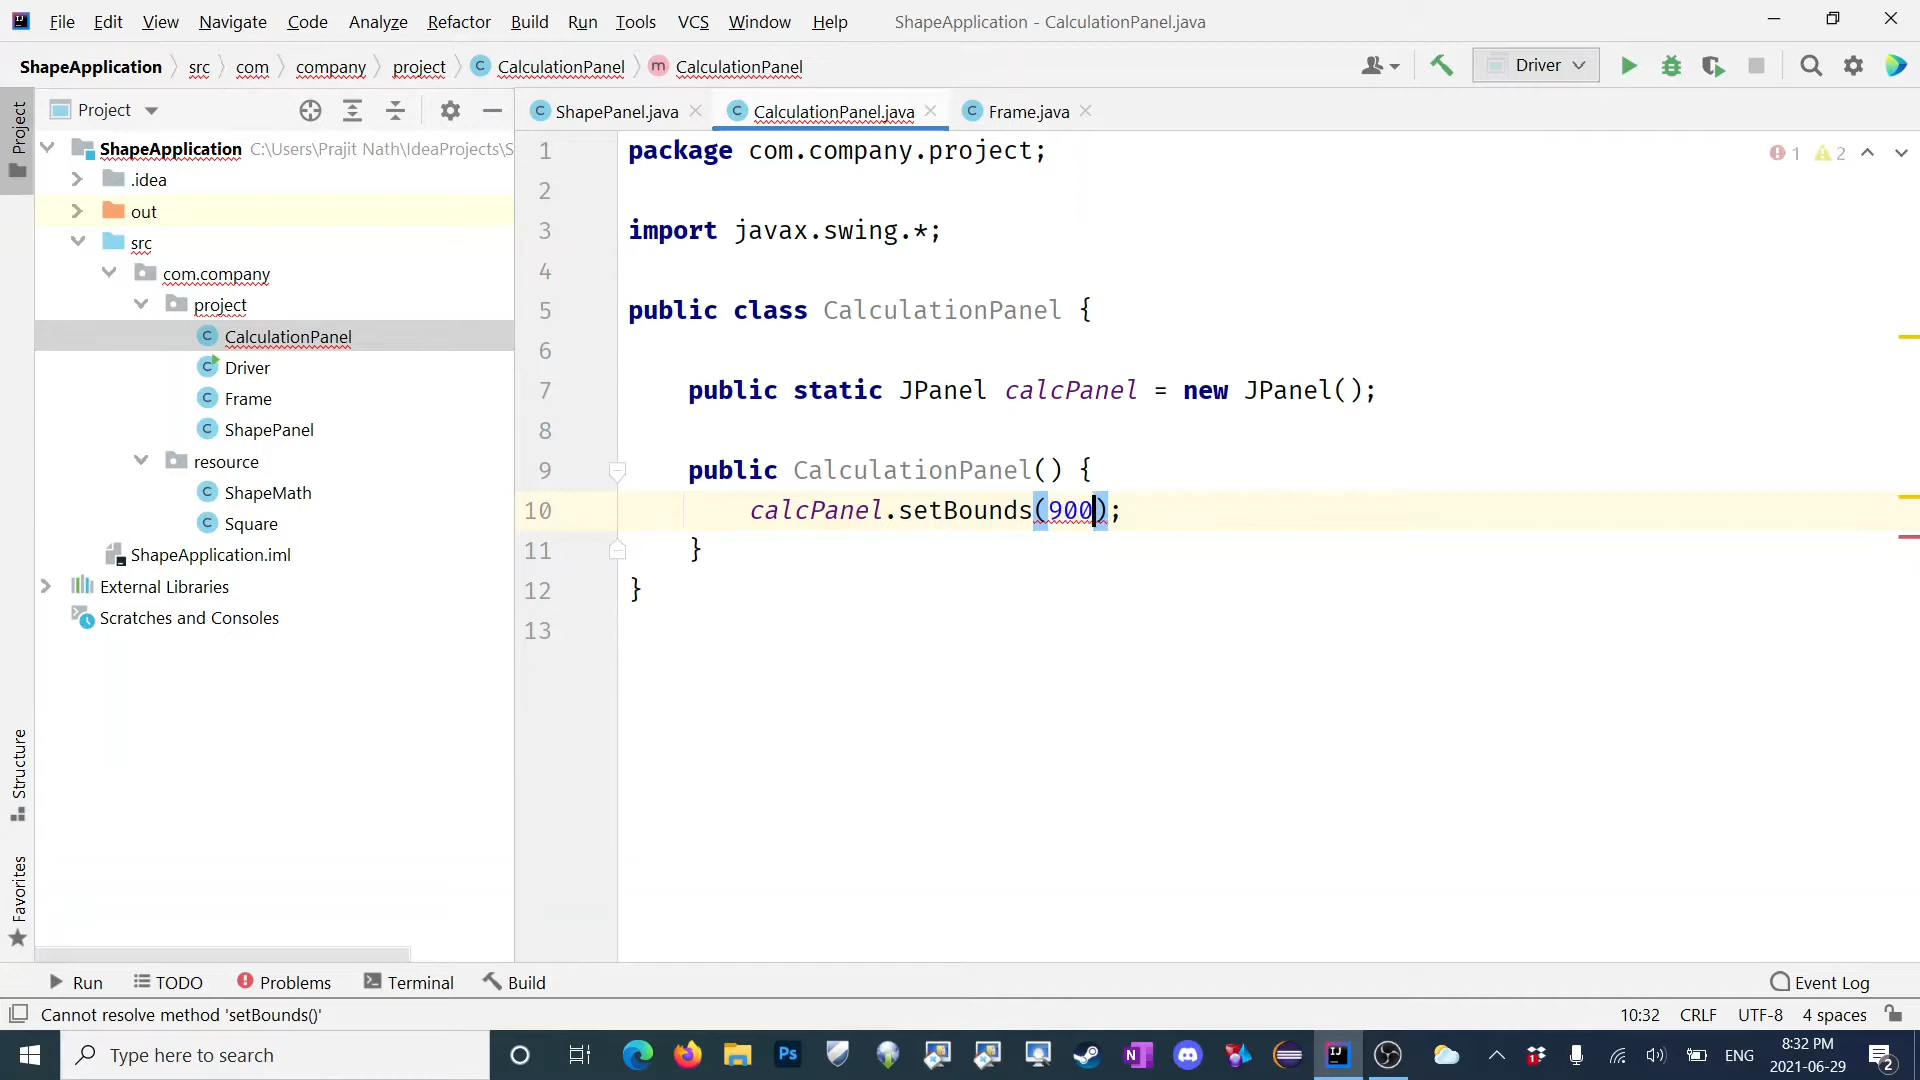 File Edit View Navigate Code Analyze Refactor Build Run Tools VCS Window Help ShapeApplication - CalculationPanel.java
ShapeApplication src com company project CalculationPanel CalculationPanel Driver
Project
Project
ShapePanel.java CalculationPanel.java Frame.java
ShapeApplication C:\Users\Prajit Nath\IdeaProjects\S
.idea
out
src
com.company
project
CalculationPanel
Driver
Frame
ShapePanel
resource
ShapeMath
Square
ShapeApplication.iml
External Libraries
Scratches and Consoles
1 package com.company.project;
2
3 import javax.swing.*;
4
5 public class CalculationPanel {
6
7 public static JPanel calcPanel = new JPanel();
8
9 public CalculationPanel() {
10 calcPanel.setBounds(900);
11 }
12 }
13
1 2
Structure
Favorites
Run TODO Problems Terminal Build Event Log
Cannot resolve method 'setBounds()' 10:32 CRLF UTF-8 4 spaces
Type here to search
ENG
8:32 PM
2021-06-29
2